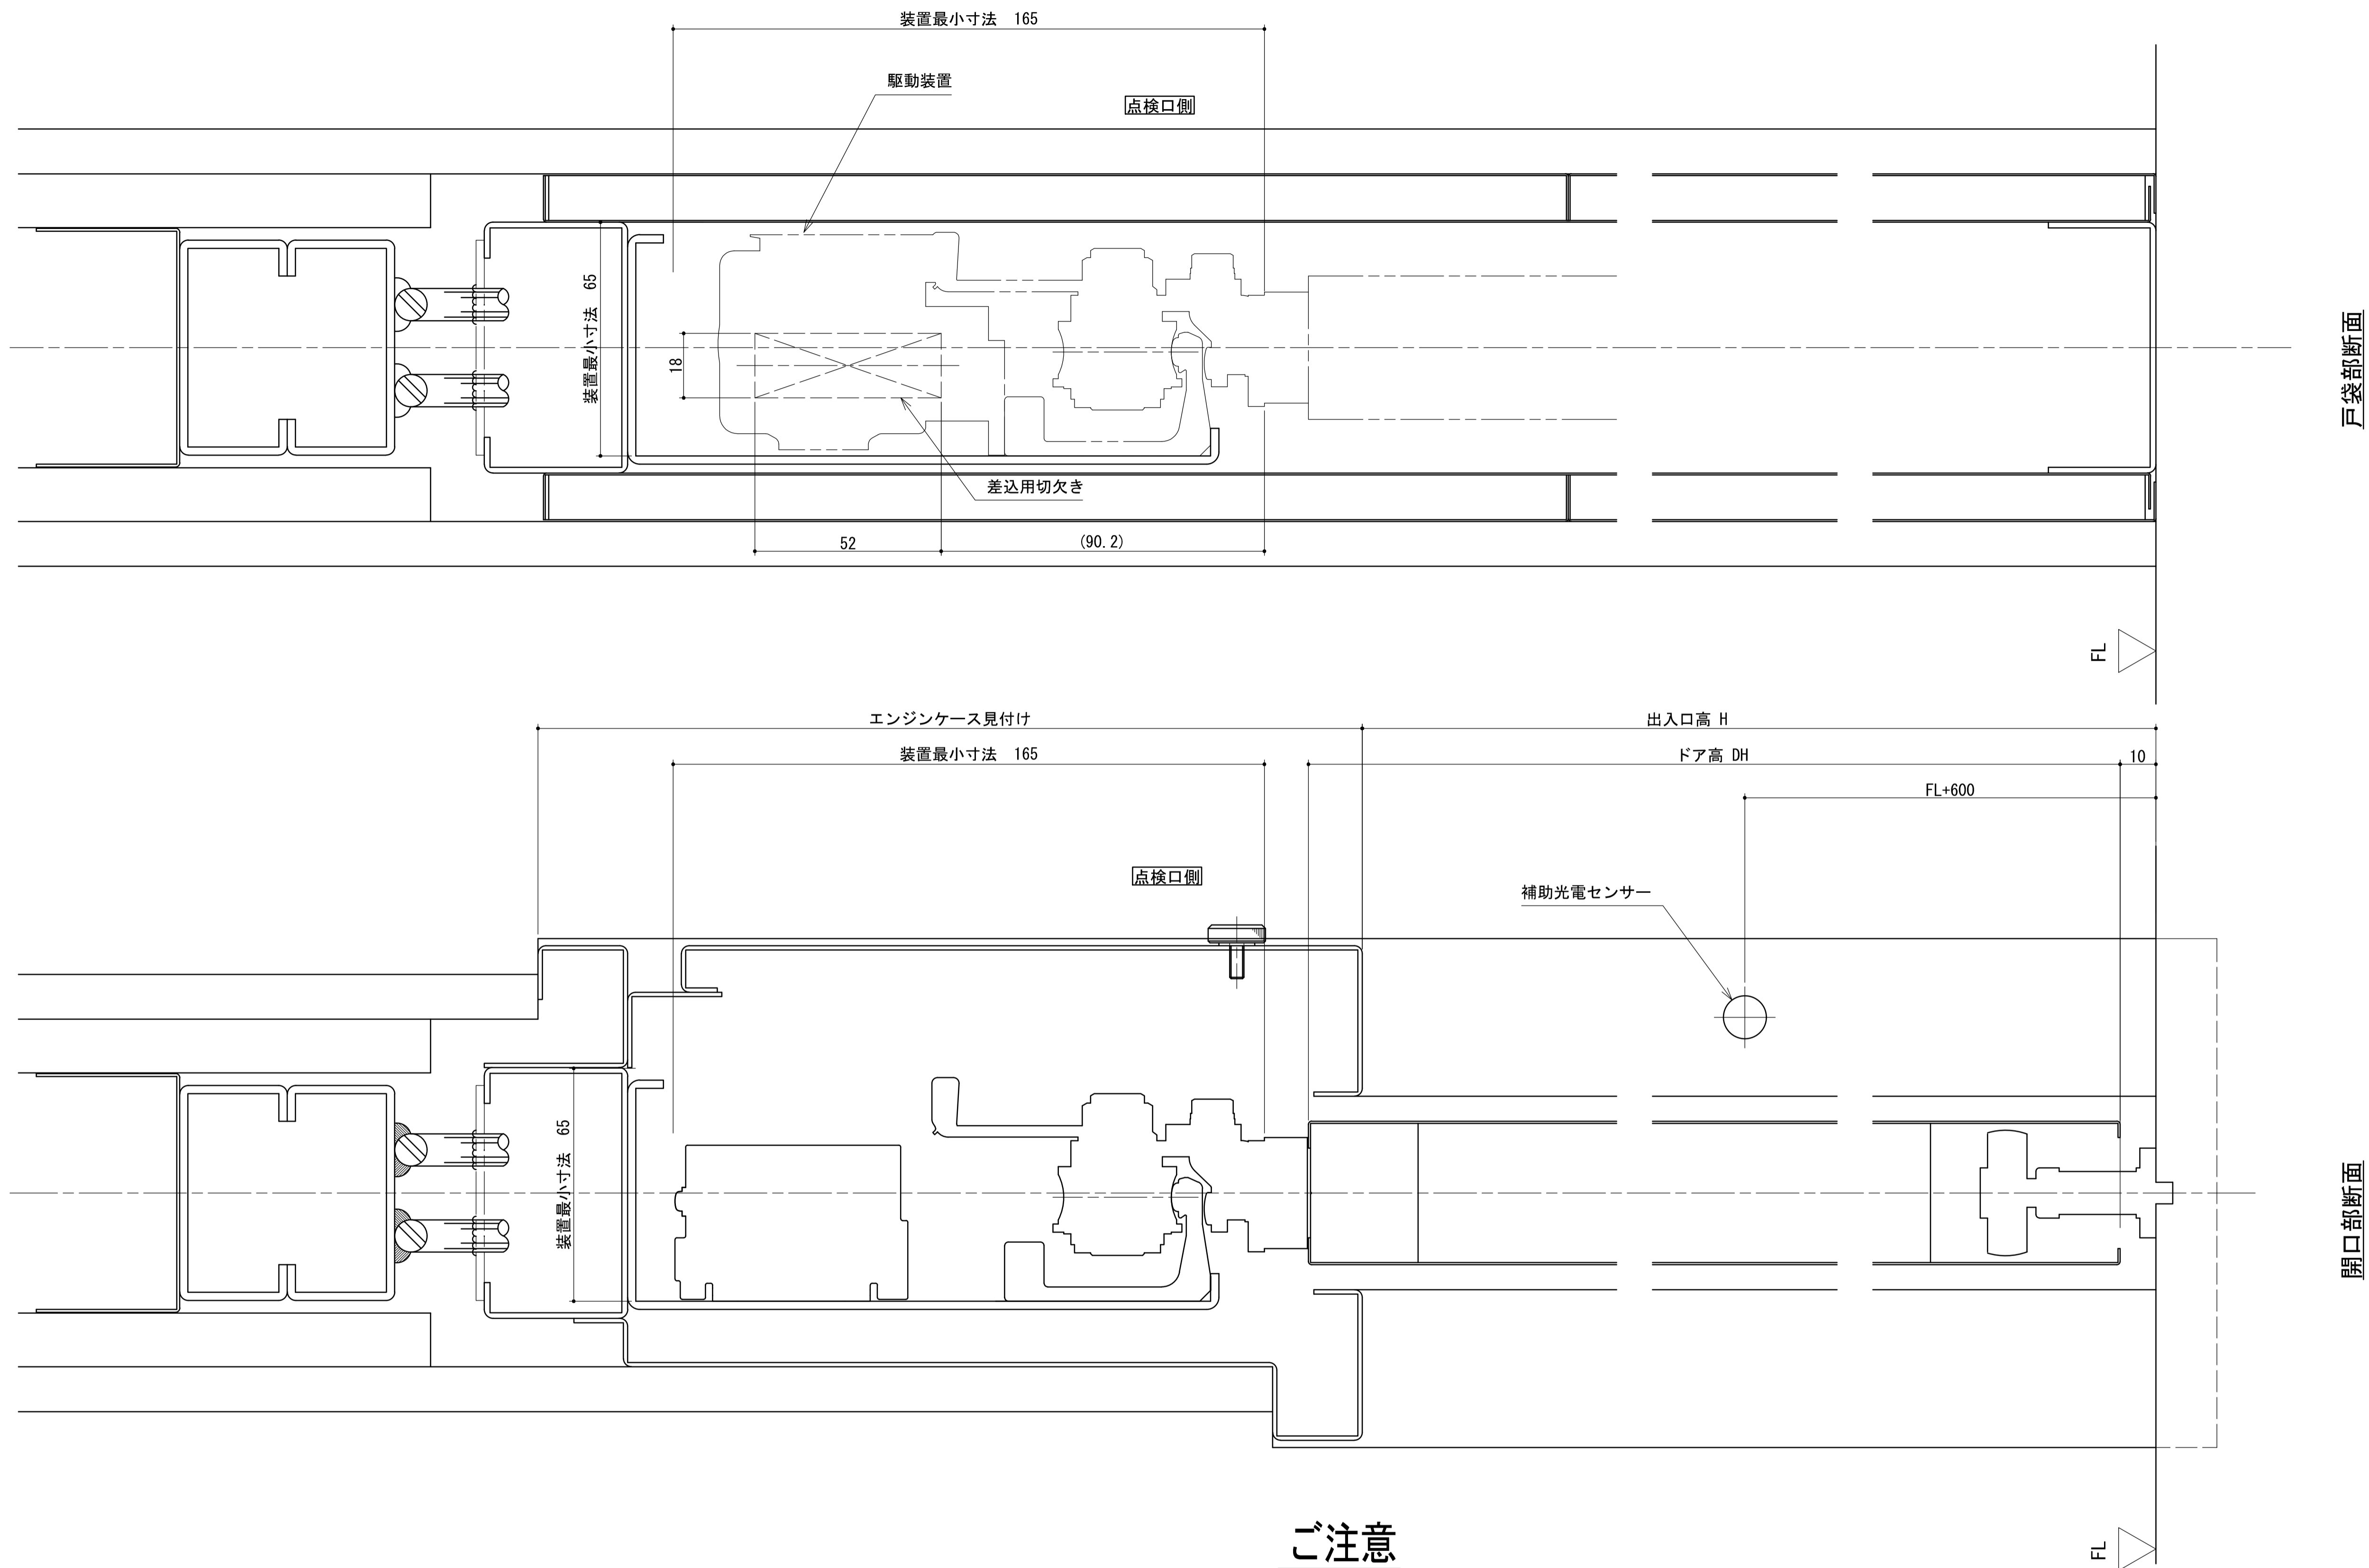 装置最小寸法 165
駆動装置
点検口側
装置最小寸法 65
18
差込用切欠き
52
(90.2)
戸袋部断面
FL
エンジンケース見付け
出入口高 H
装置最小寸法 165
ドア高 DH
10
FL+600
点検口側
補助光電センサー
装置最小寸法 65
開口部断面
ご注意
FL